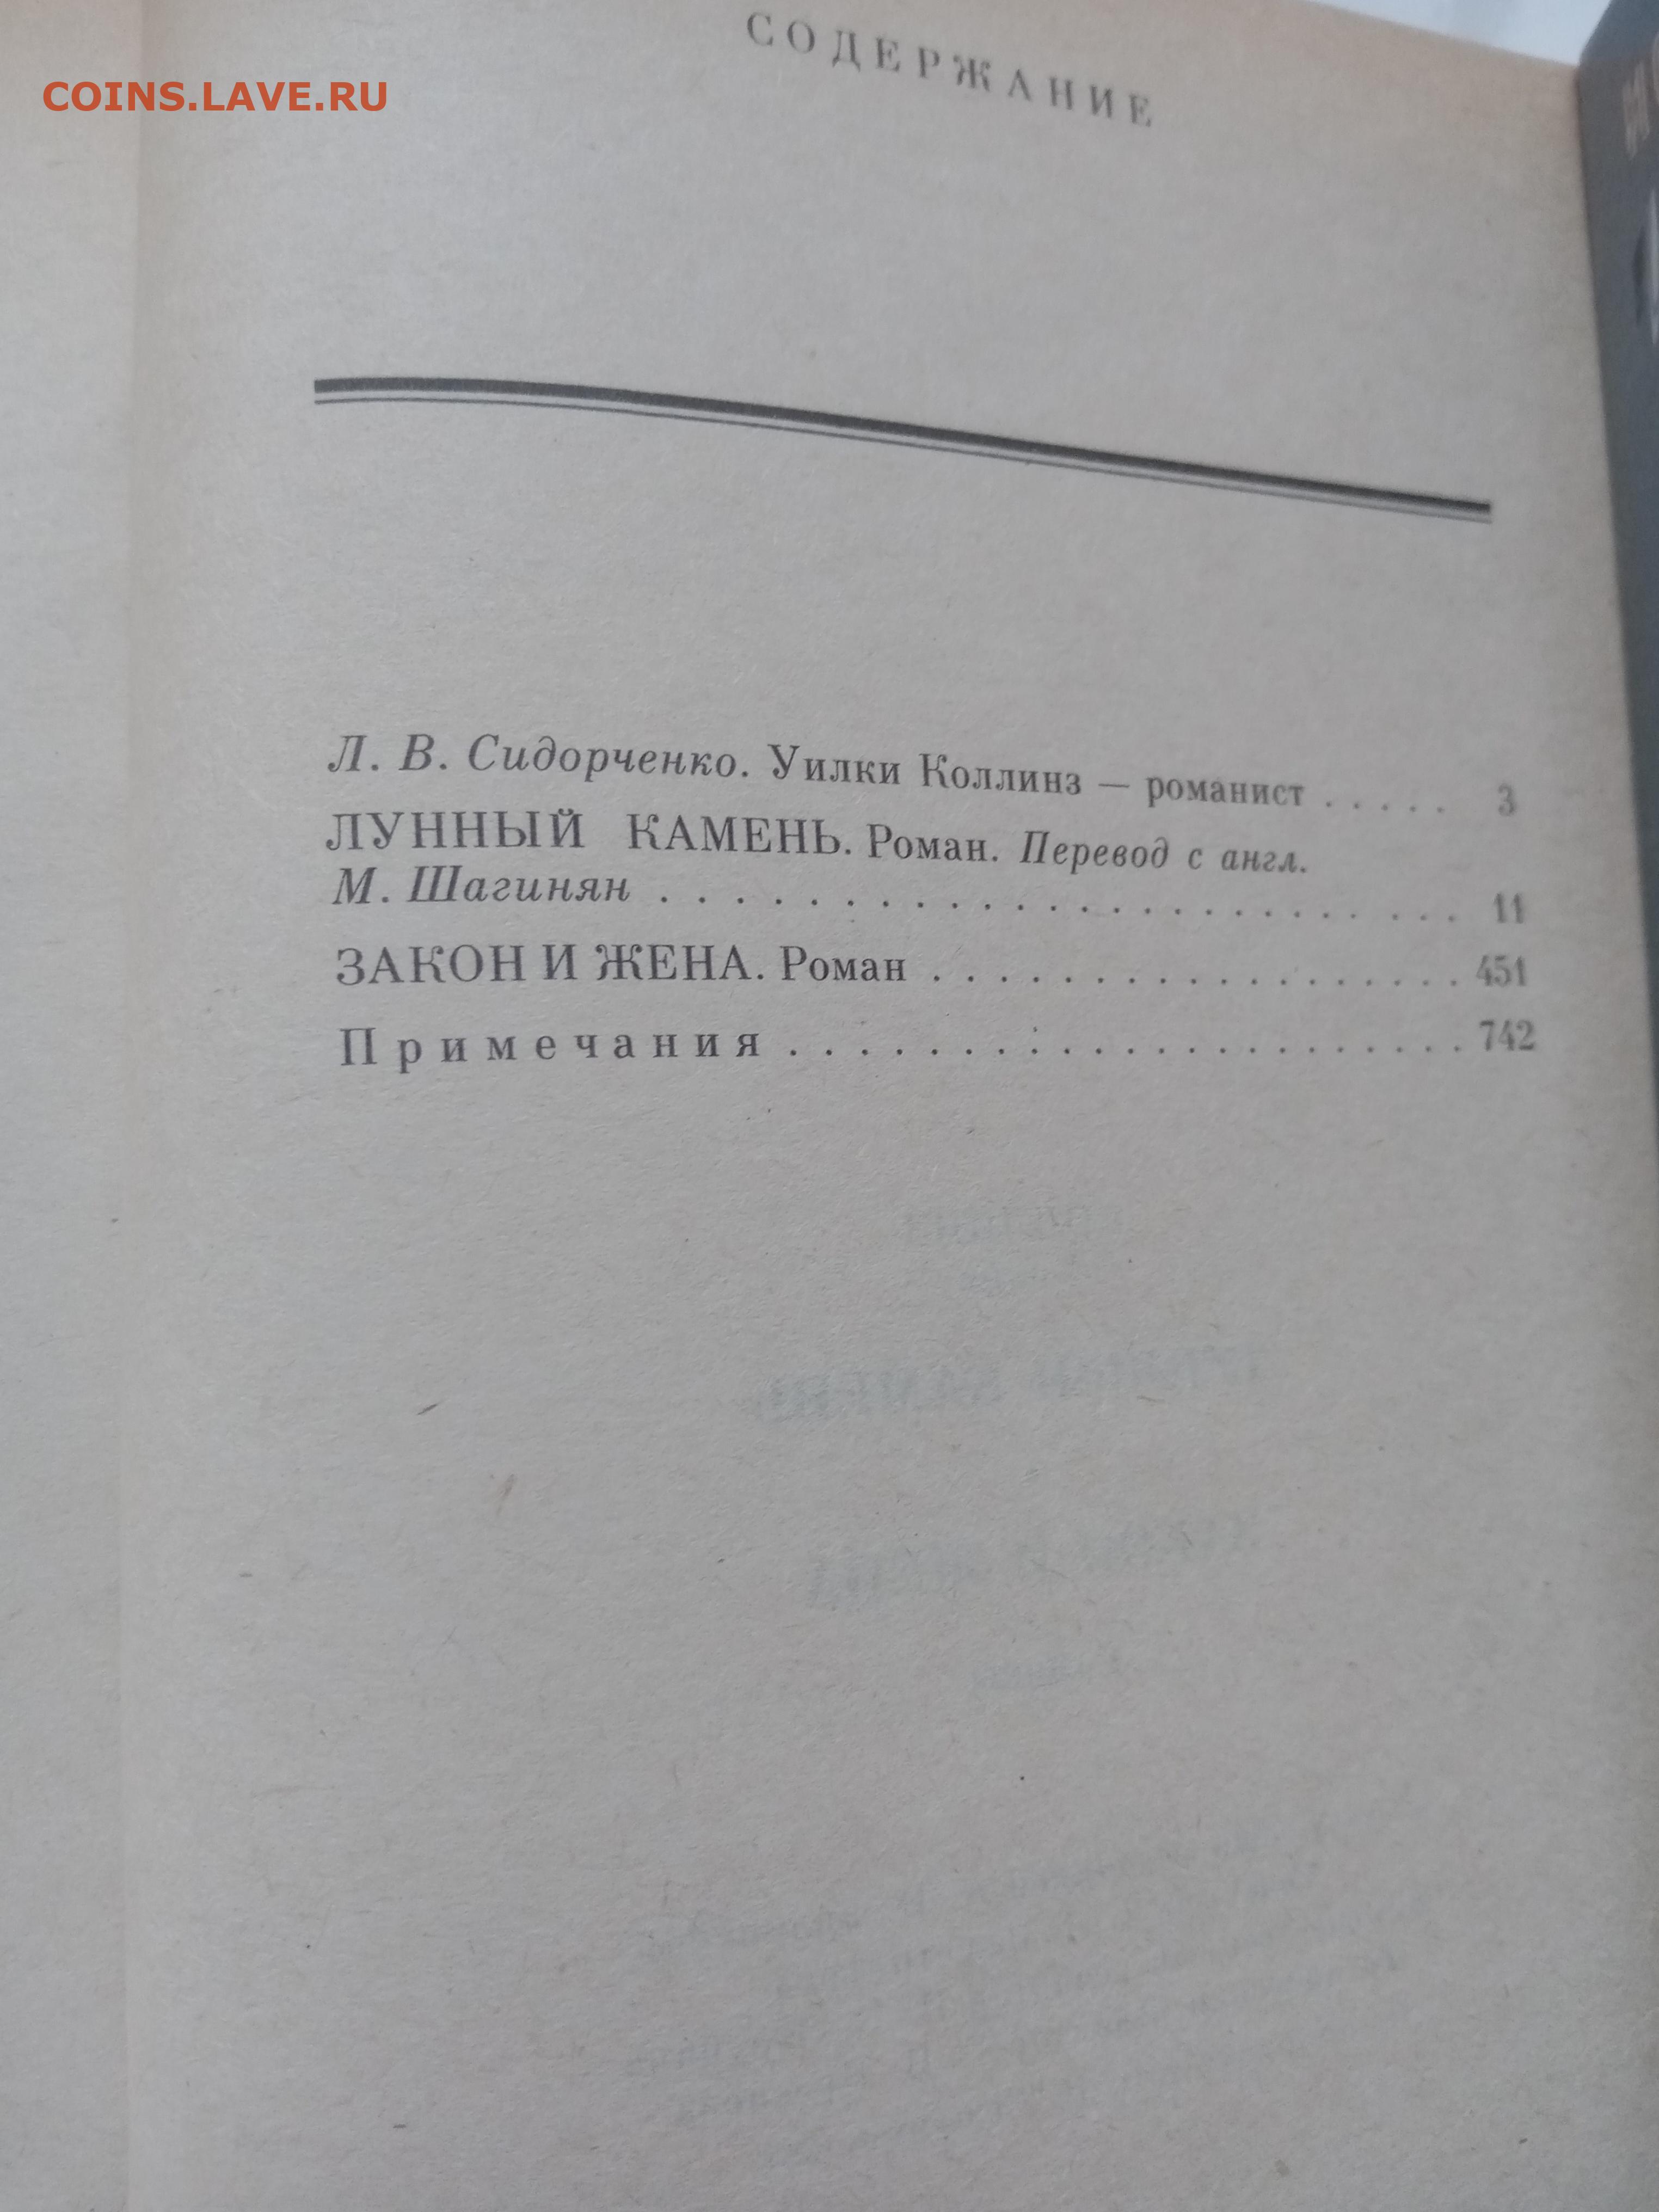 COINS.LAVE.RU
СОДЕРЖАНИЕ
Л. В. Сидорченко. Уилки Коллинз — романист ..... 3
ЛУННЫЙ КАМЕНЬ. Роман. Перевод с англ.
М. Шагинян ...................... 11
ЗАКОН И ЖЕНА. Роман ................. 451
Примечания .................... 742